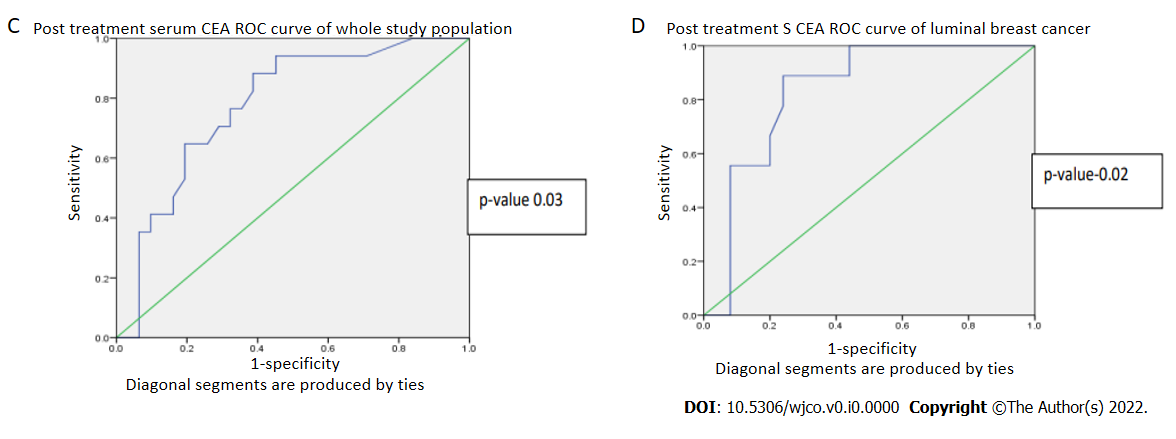 C Post treatment serum CEA ROC curve of whole study population
1.0
0.8
0.6
0.4
0.2
0.0
Sensitivity
0.0 0.2 0.4 0.6 0.8 1.0
1-specificity
Diagonal segments are produced by ties
p-value 0.03
D Post treatment S CEA ROC curve of luminal breast cancer
1.0
0.8
0.6
0.4
0.2
0.0
Sensitivity
0.0 0.2 0.4 0.6 0.8 1.0
1-specificity
Diagonal segments are produced by ties
p-value-0.02
DOI: 10.5306/wjco.v0.i0.0000 Copyright ©The Author(s) 2022.